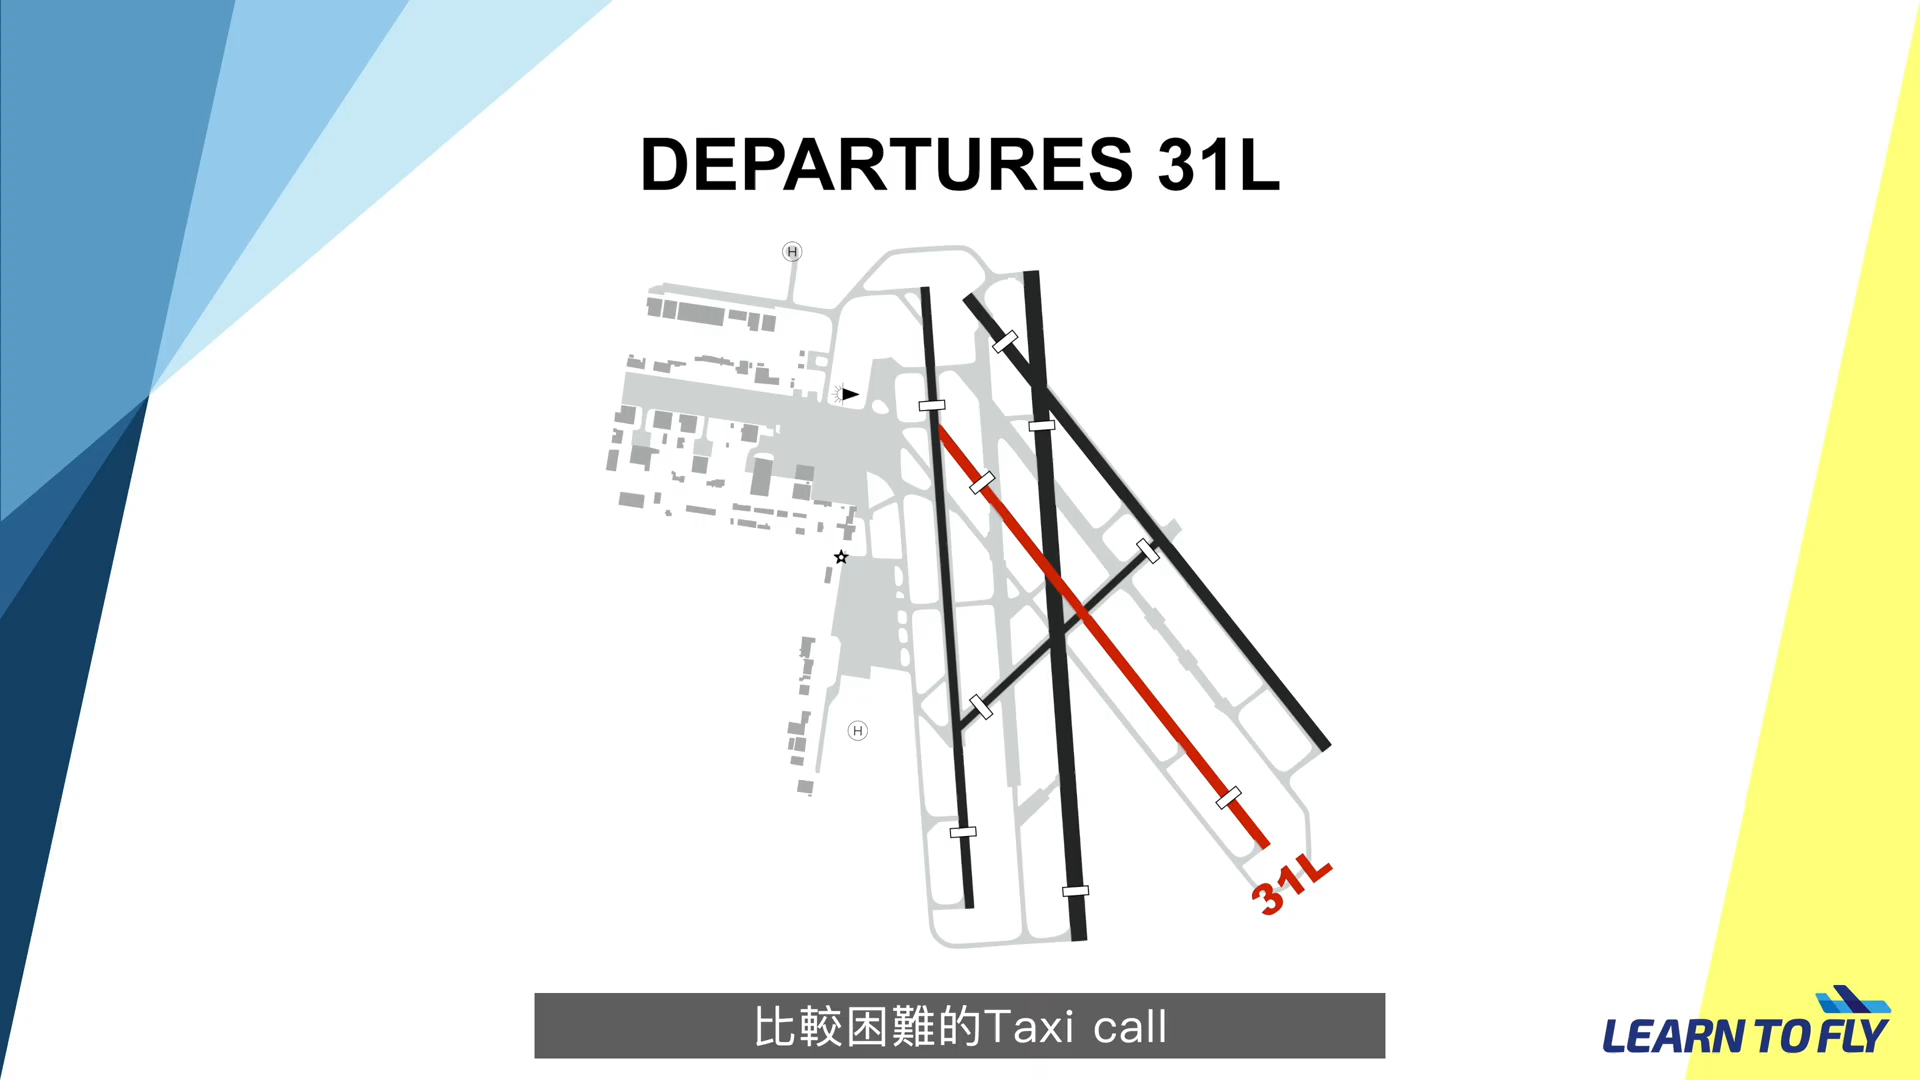 DEPARTURES 31L
H
H
31L
比較困難的Taxi call
LEARN TO FLY